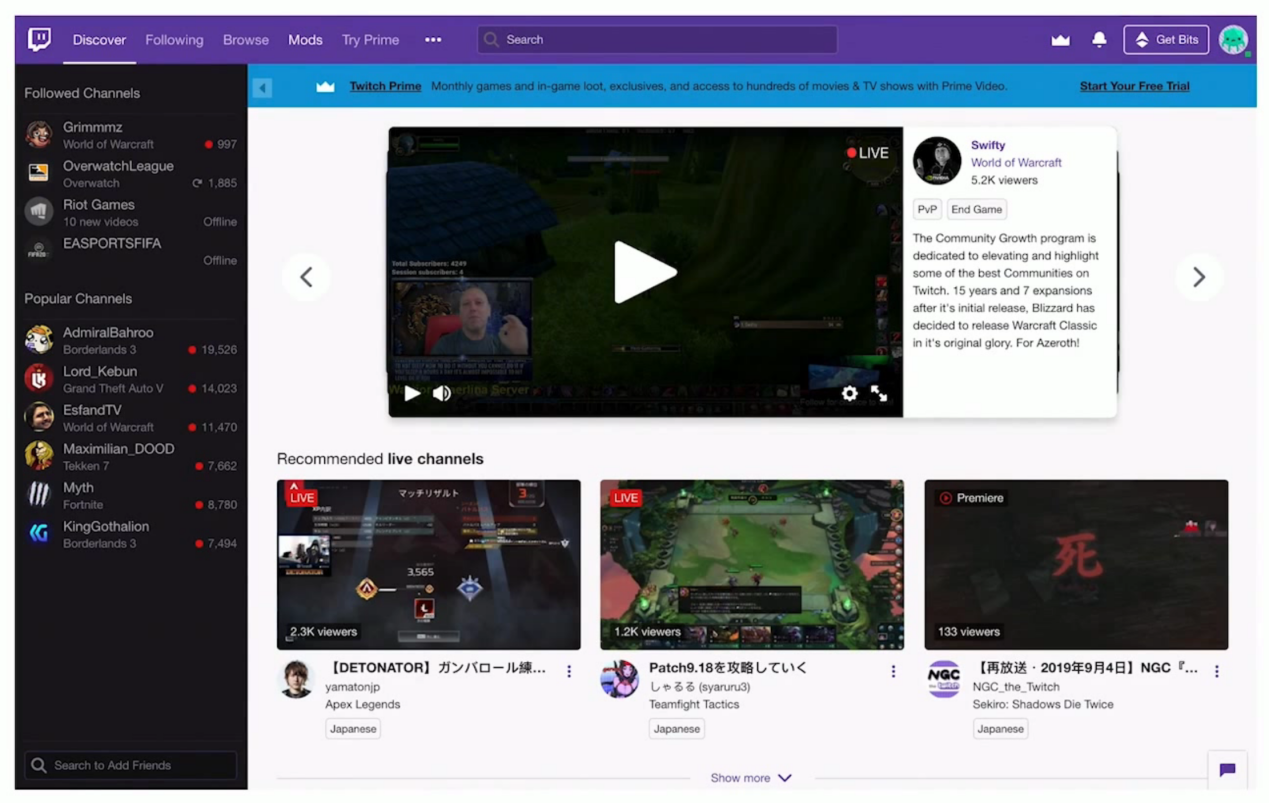 Discover
Following
Browse
Mods
Try Prime
Search
Get Bits
Followed Channels
Grimmmz
World of Warcraft
997
OverwatchLeague
Overwatch
1,885
Riot Games
10 new videos
Offline
EASPORTSFIFA
Offline
Popular Channels
AdmiralBahroo
Borderlands 3
19,526
Lord_Kebun
Grand Theft Auto V
14,023
EsfandTV
World of Warcraft
11,470
Maximilian_DOOD
Tekken 7
7,662
Myth
Fortnite
8,780
KingGothalion
Borderlands 3
7,494
Search to Add Friends
Twitch Prime Monthly games and in-game loot, exclusives, and access to hundreds of movies & TV shows with Prime Video.
Start Your Free Trial
LIVE
Total Subscribers: 4249
Session subscribers: 4
Swifty
World of Warcraft
5.2K viewers
PvP
End Game
The Community Growth program is
dedicated to elevating and highlight
some of the best Communities on
Twitch. 15 years and 7 expansions
after it's initial release, Blizzard has
decided to release Warcraft Classic
in it's original glory. For Azeroth!
Recommended live channels
LIVE
マッチリザルト
3
3,565
2.3K viewers
【DETONATOR】ガンバロール練...
yamatonjp
Apex Legends
Japanese
LIVE
1.2K viewers
Patch9.18を攻略していく
しゃるる (syaruru3)
Teamfight Tactics
Japanese
Premiere
死
133 viewers
NGC
【再放送・2019年9月4日】NGC『...
NGC_the_Twitch
Sekiro: Shadows Die Twice
Japanese
Show more